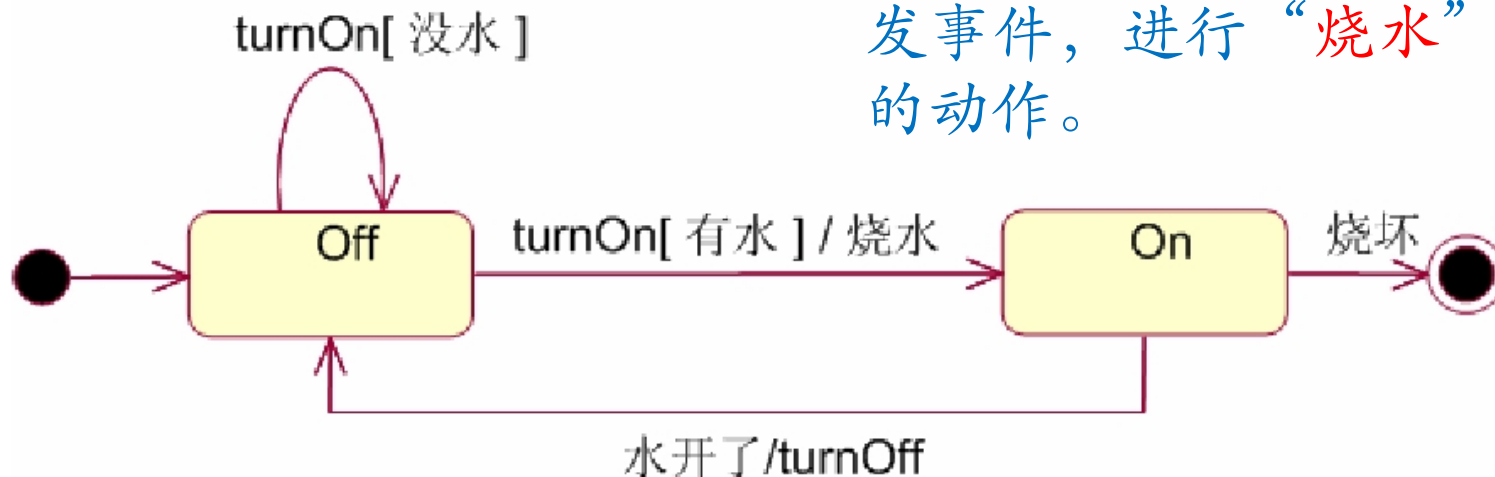 turnOn[ 没水 ]
发事件，进行“烧水”
的动作。
Off
turnOn[ 有水 ] / 烧水
On
烧坏
水开了/turnOff